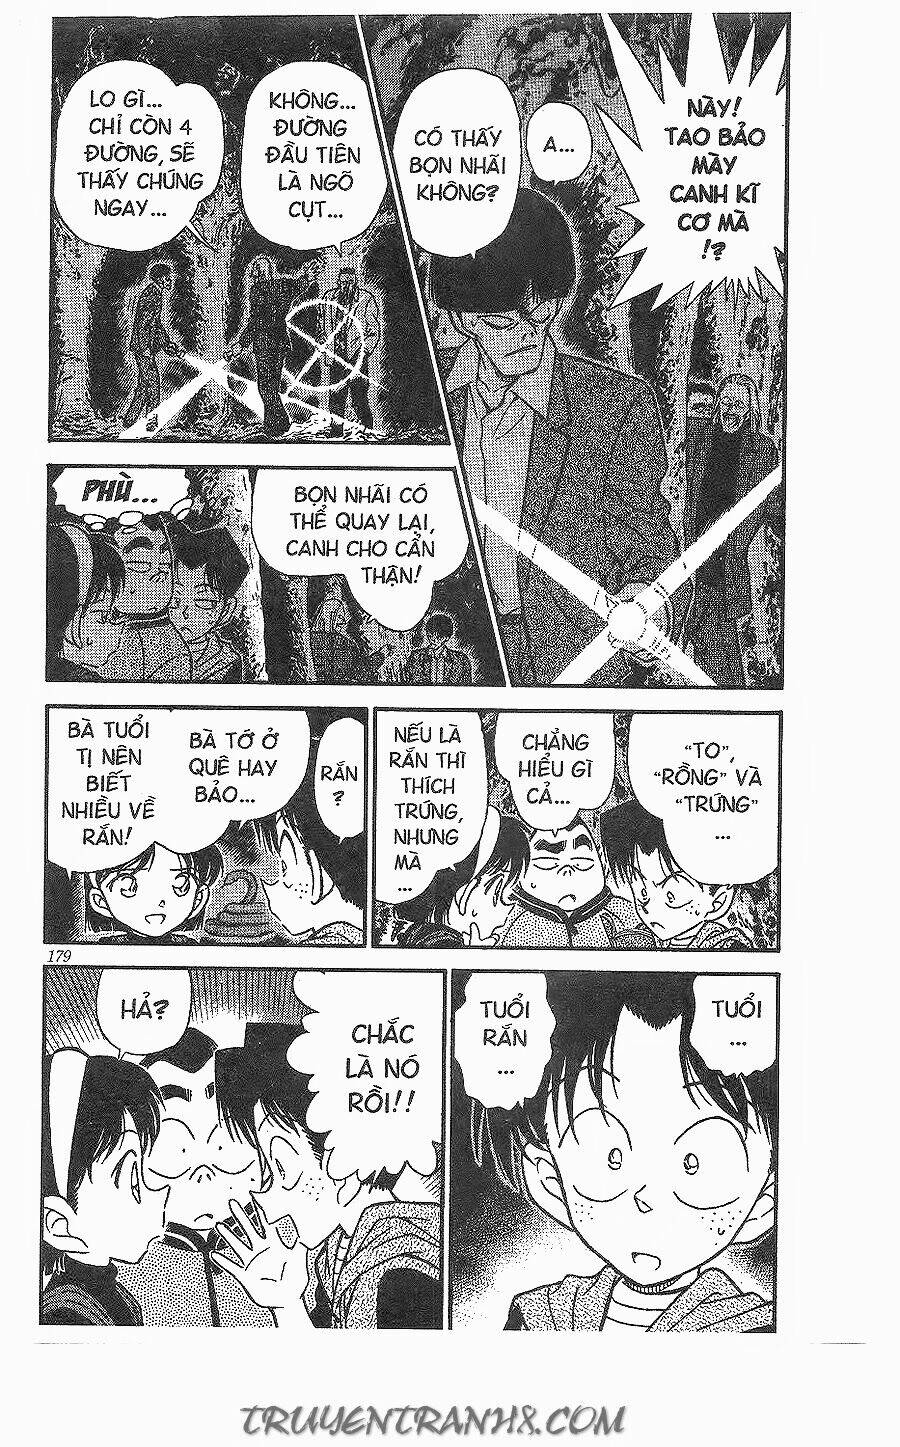 NÀY!
TAO BẢO
MÀY
CANH KĨ
CƠ MÀ
!?
A...
CÓ THẤY
BỌN NHÃI
KHÔNG?
KHÔNG...
ĐƯỜNG
ĐẦU TIÊN
LÀ NGÕ
CỤT...
LO GÌ...
CHỈ CÒN 4
ĐƯỜNG, SẼ
THẤY CHÚNG
NGAY...
BỌN NHÃI CÓ
THỂ QUAY LẠI,
CANH CHO CẨN
THẬN!
PHÙ...
"TO",
"RỒNG" VÀ
"TRỨNG"
...
CHẲNG
HIỂU GÌ
CẢ...
NẾU LÀ
RẮN THÌ
THÍCH
TRỨNG,
NHƯNG
MÀ
...
RẮN
?
BÀ TỚ Ở
QUÊ HAY
BẢO...
BÀ TUỔI
TỊ NÊN
BIẾT
NHIỀU VỀ
RẮN!
179
TUỔI
...
TUỔI
RẮN
...
CHẮC
LÀ NÓ
RỒI!!
HẢ?
TRUYENTRANH8.COM